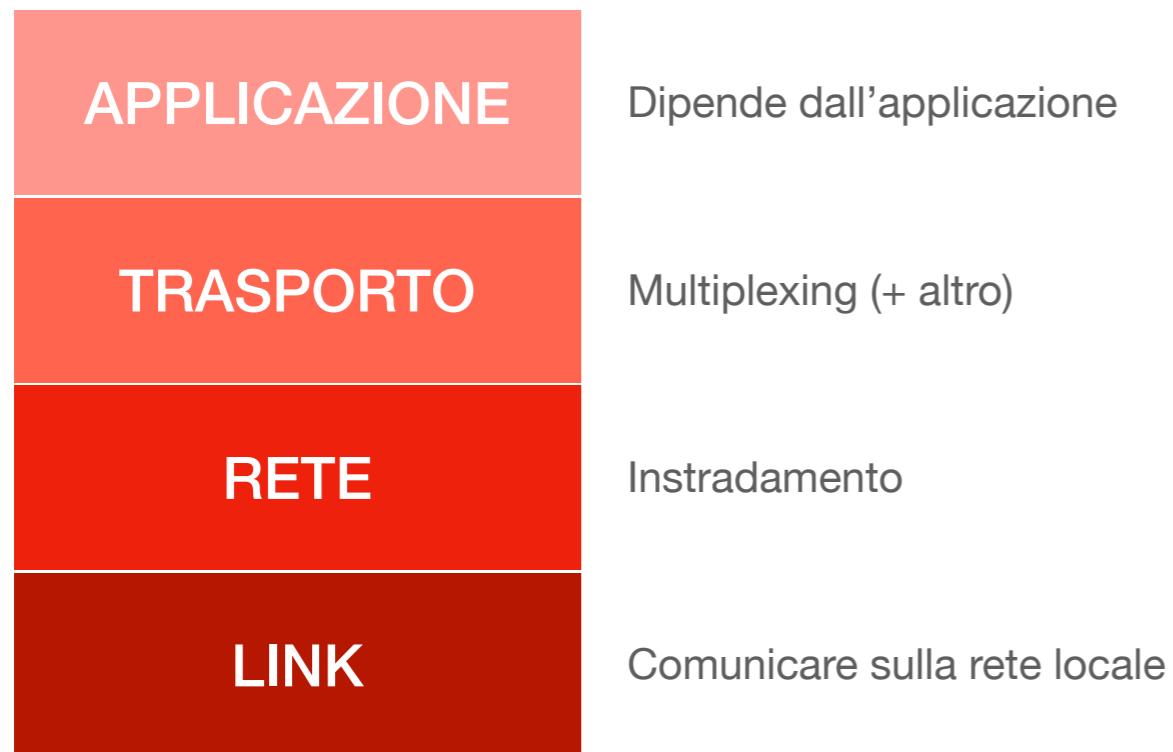 APPLICAZIONE
Dipende dall’applicazione
TRASPORTO
Multiplexing (+ altro)
RETE
Instradamento
LINK
Comunicare sulla rete locale